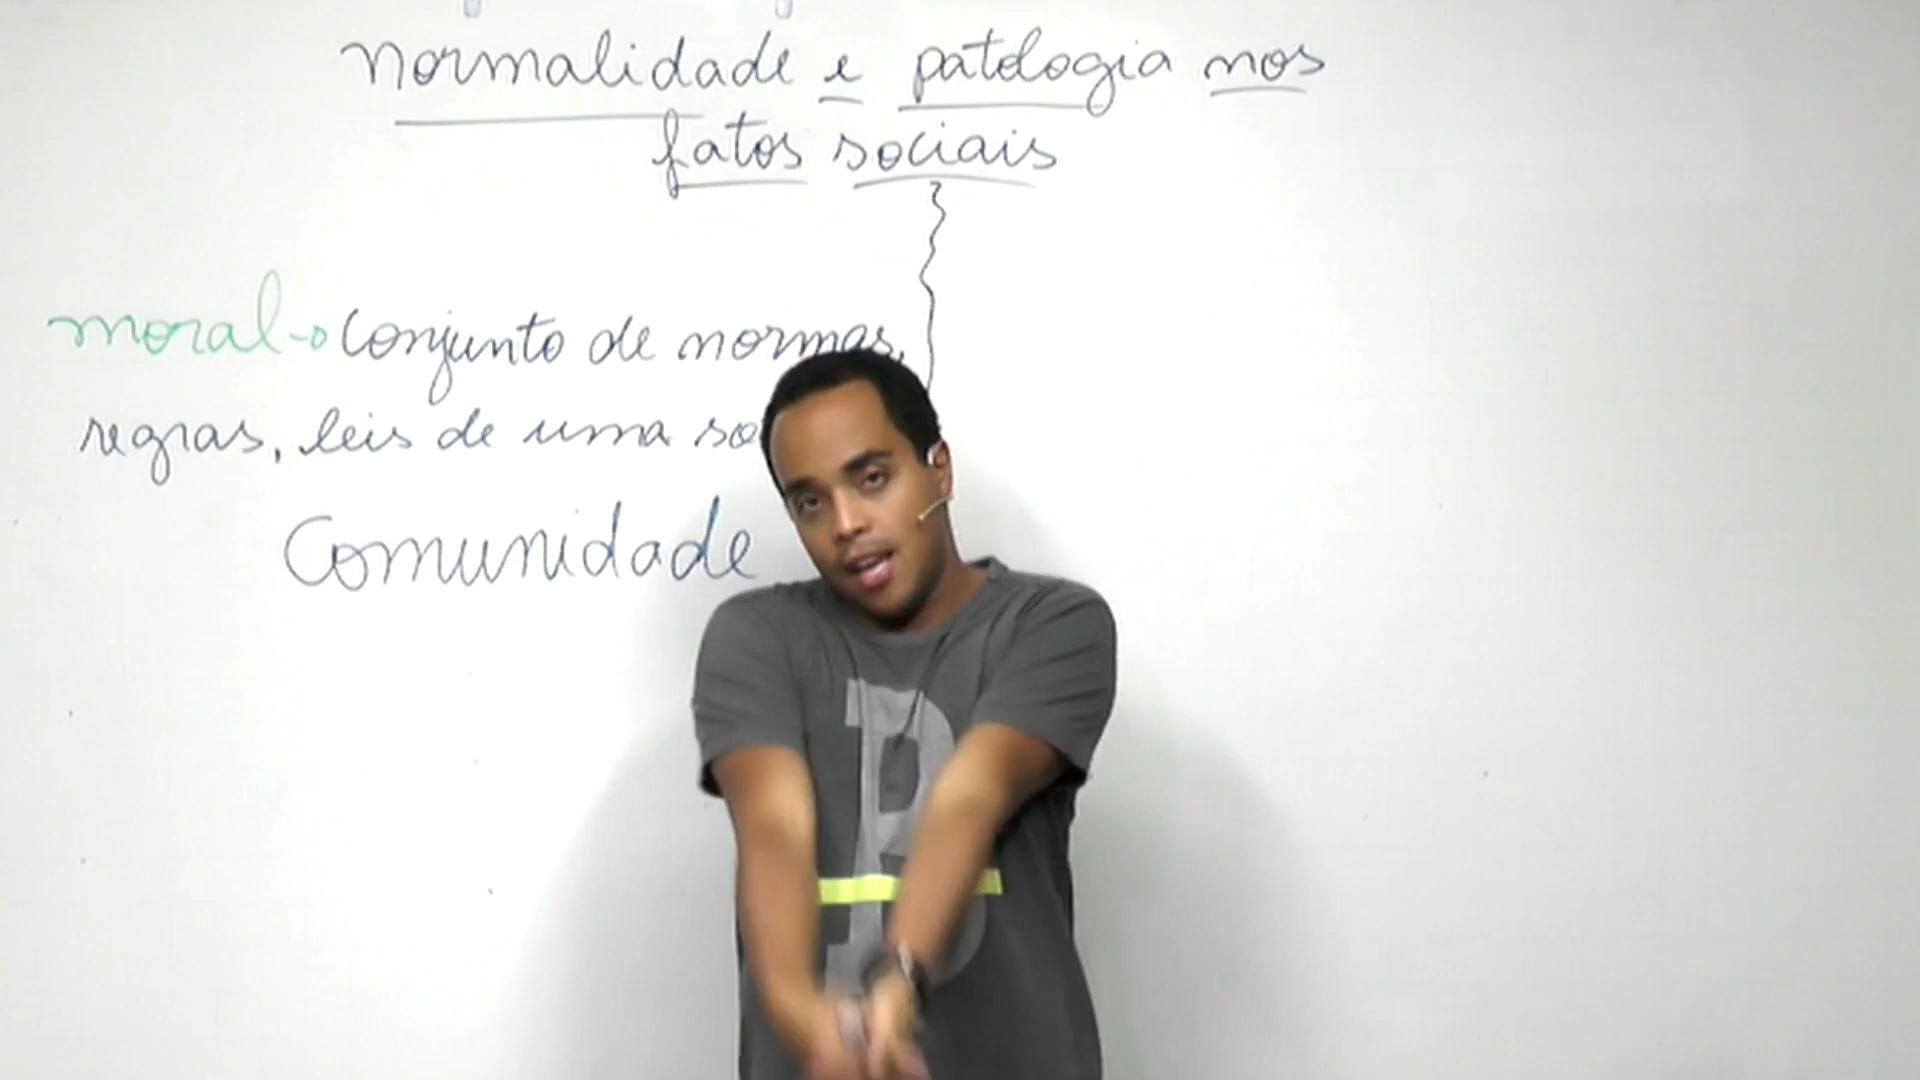 normalidade e patologia nos
fatos sociais
moral → Conjunto de normas,
regras, leis de uma
Comunidade
B